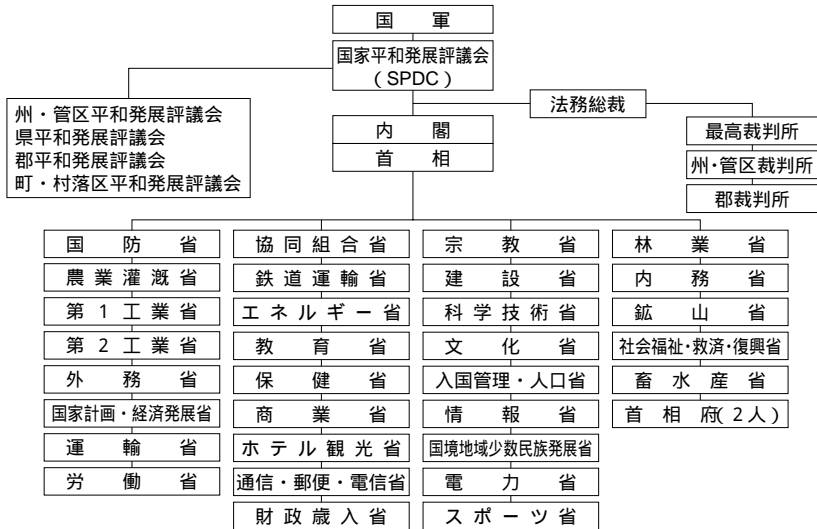 国軍
国家平和発展評議会
(SPDC)
州・管区平和発展評議会
県平和発展評議会
郡平和発展評議会
町・村落区平和発展評議会
法務総裁
内閣
首相
最高裁判所
州・管区裁判所
郡裁判所
国防省
農業灌漑省
第1工業省
第2工業省
外務省
国家計画・経済発展省
運輸省
労働省
協同組合省
鉄道運輸省
エネルギー省
教育省
保健省
商業省
ホテル観光省
通信・郵便・電信省
財政歳入省
宗教省
建設省
科学技術省
文化省
入国管理・人口省
情報省
国境地域少数民族発展省
電力省
スポーツ省
林業省
内務省
鉱山省
社会福祉・救済・復興省
畜水産省
首相府(2人)